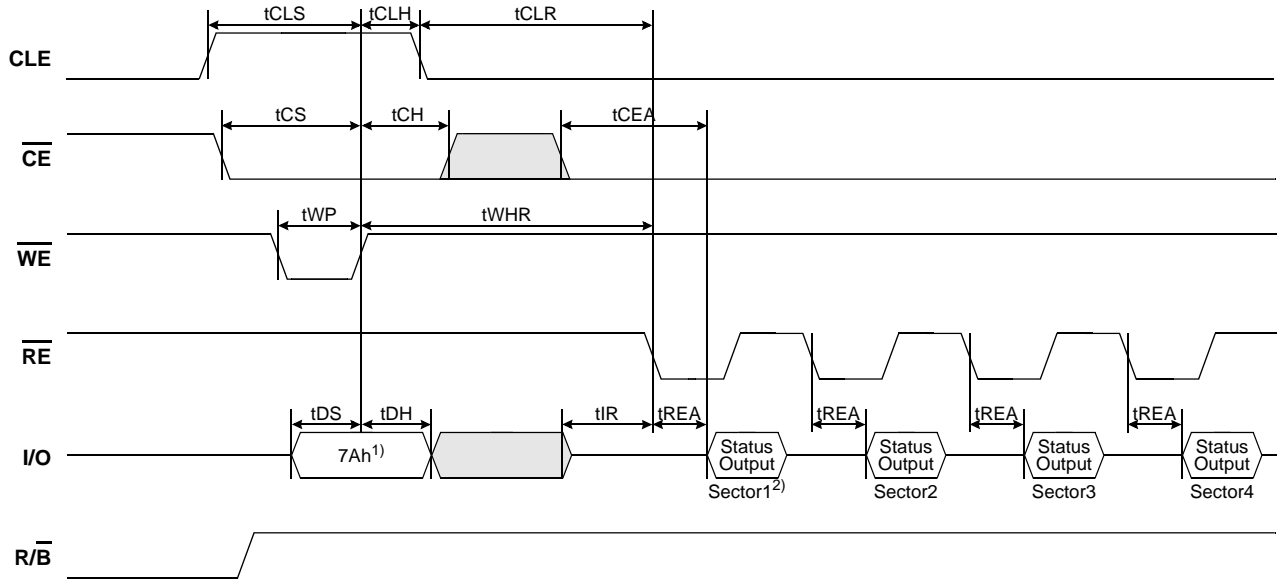 tCLS tCLH tCLR
CLE
tCS tCH tCEA
CE
tWP tWHR
WE
RE
tDS tDH tIR tREA tREA tREA tREA
I/O 7Ah1) Status Output Status Output Status Output Status Output
Sector12) Sector2 Sector3 Sector4
R/B